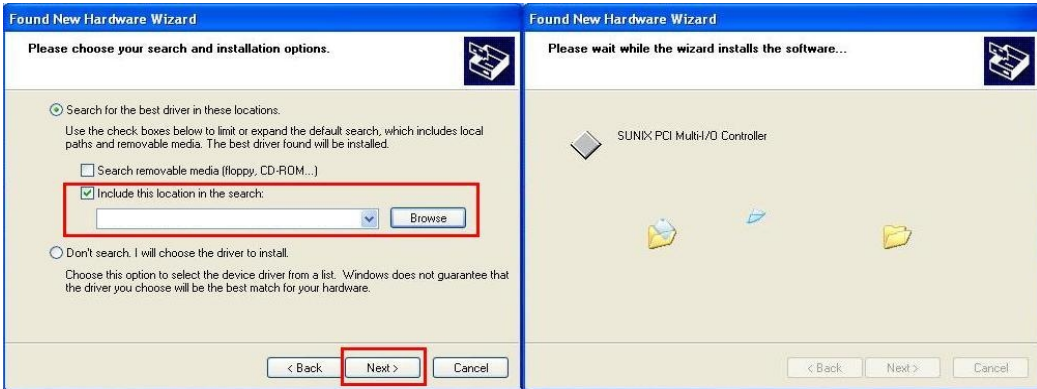 Found New Hardware Wizard
Please choose your search and installation options.
Search for the best driver in these locations.
Use the check boxes below to limit or expand the default search, which includes local
paths and removable media. The best driver found will be installed.
Search removable media (floppy, CD-ROM...)
Include this location in the search:
Browse
Don't search. I will choose the driver to install.
Choose this option to select the device driver from a list. Windows does not guarantee that
the driver you choose will be the best match for your hardware.
< Back
Next >
Cancel
Found New Hardware Wizard
Please wait while the wizard installs the software...
SUNIX PCI Multi-I/O Controller
< Back
Next >
Cancel